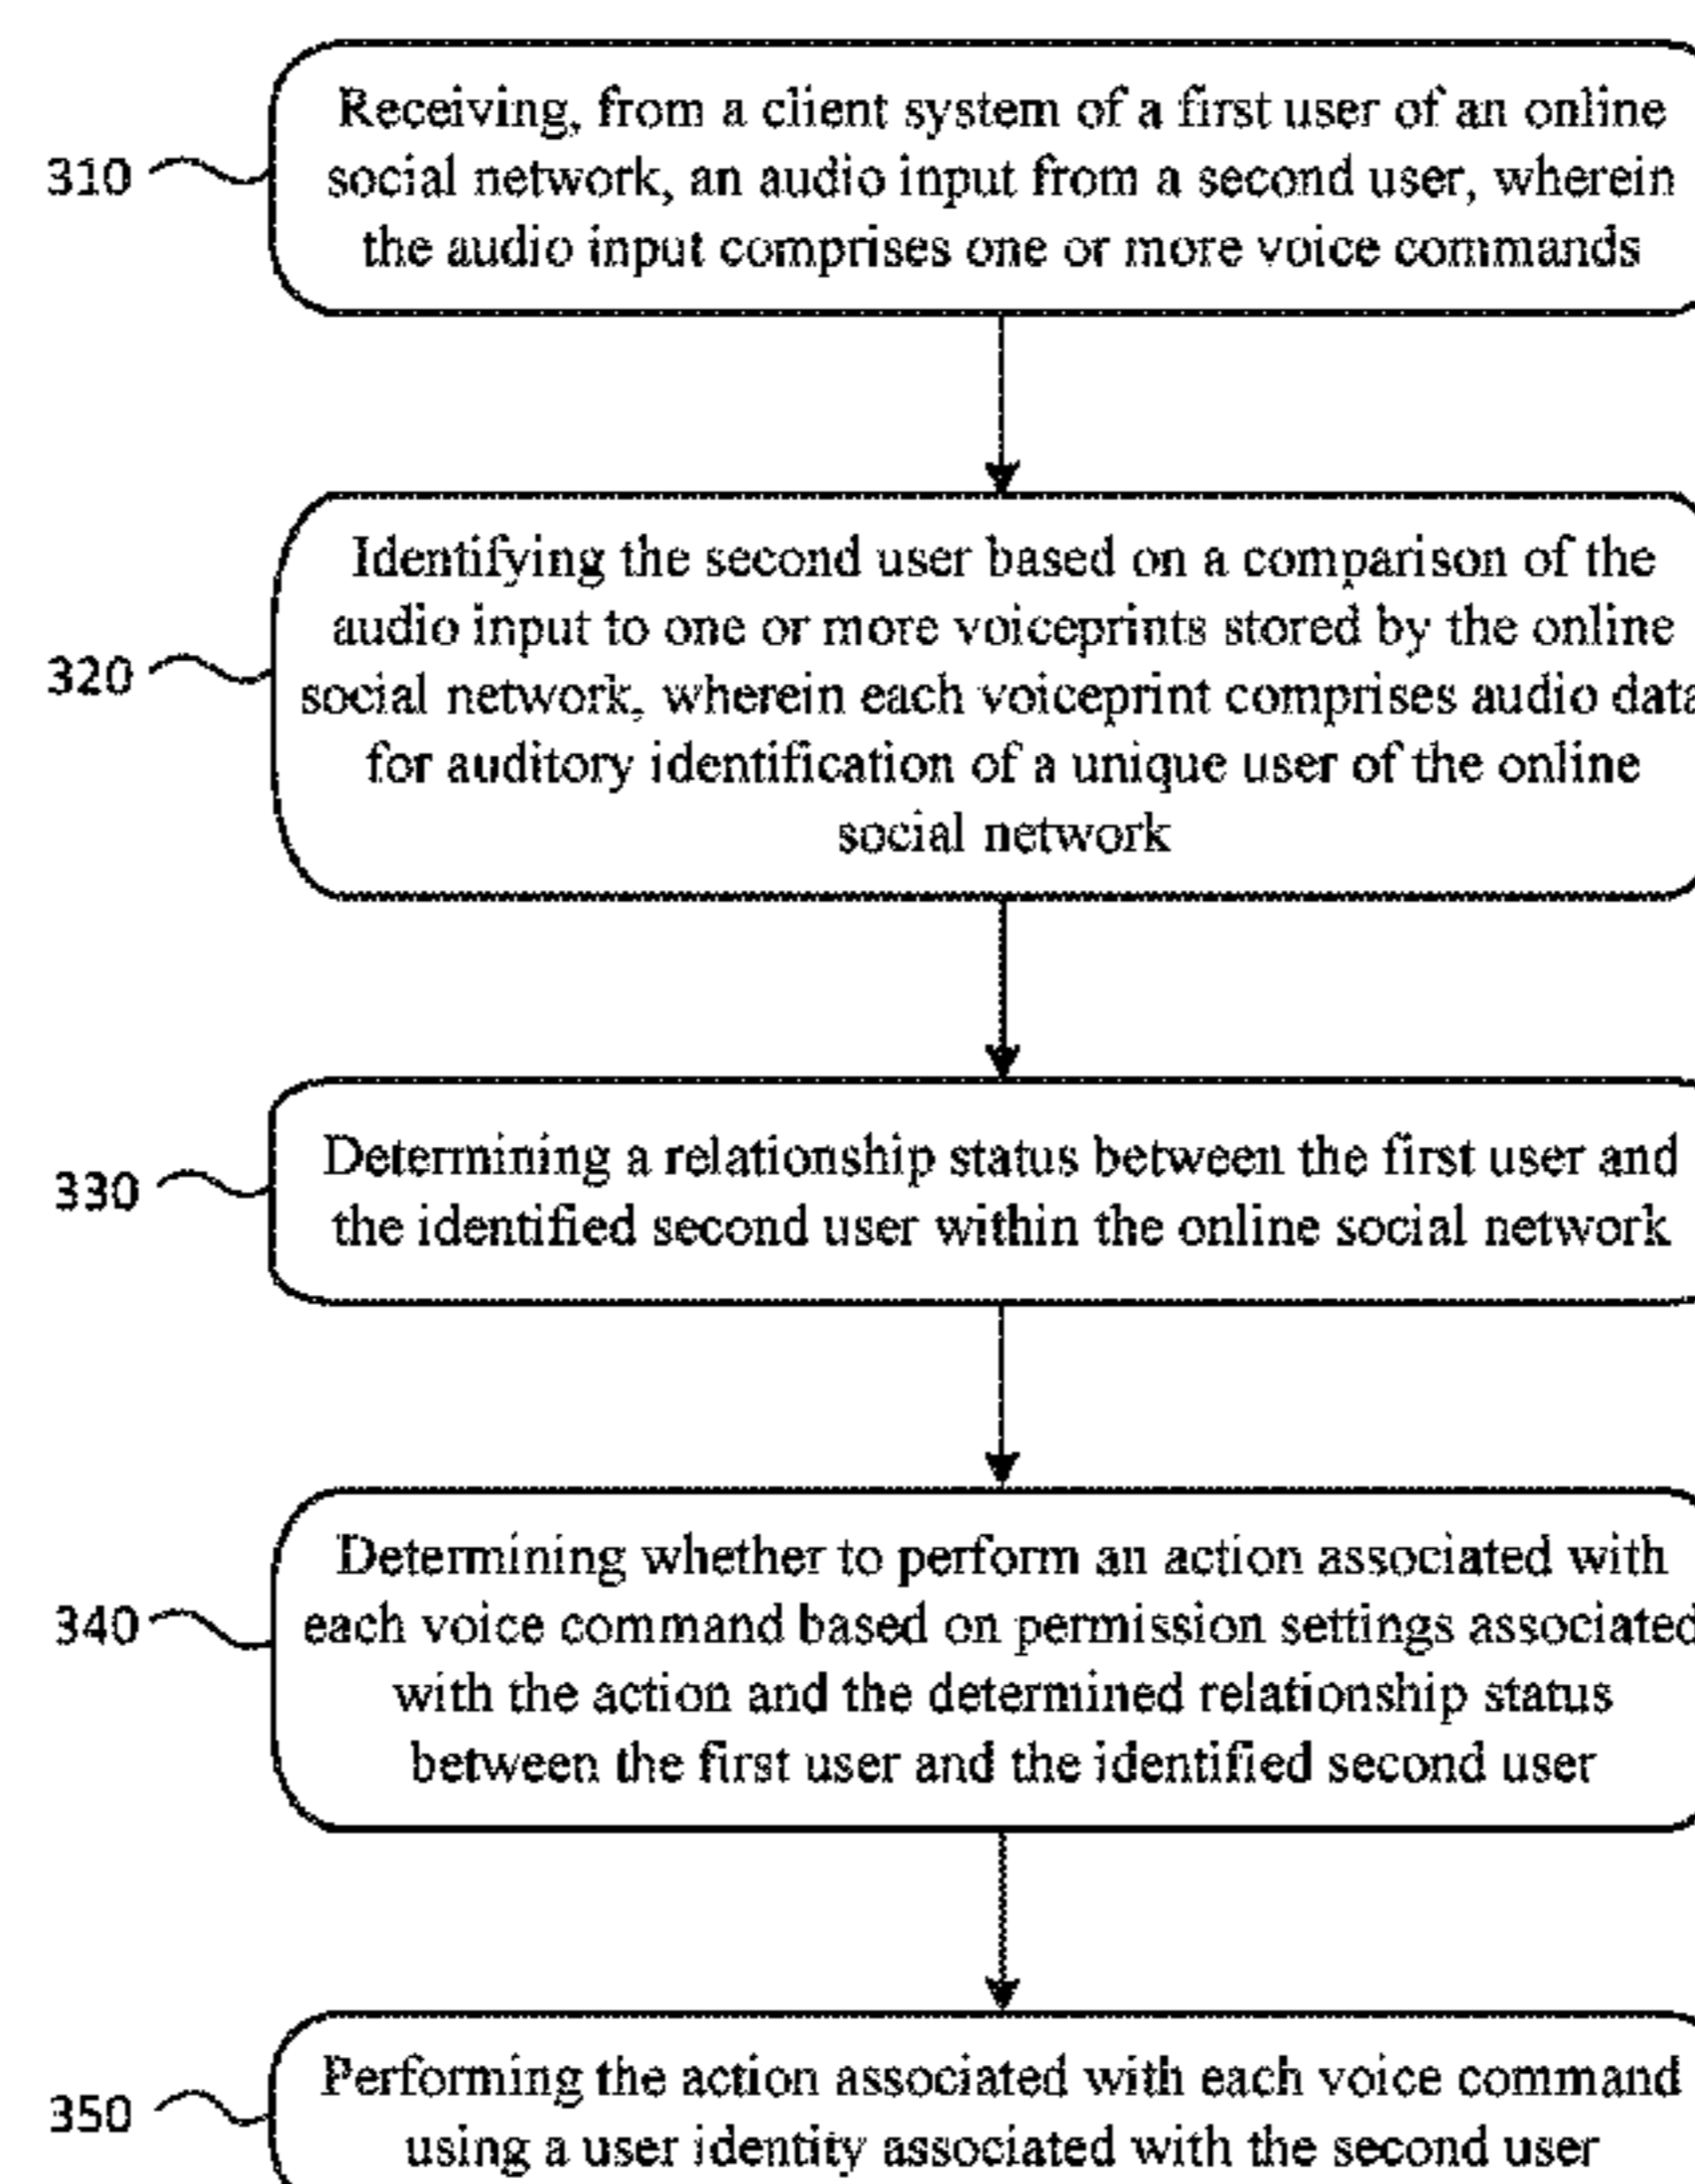 310
Receiving, from a client system of a first user of an online
social network, an audio input from a second user, wherein
the audio input comprises one or more voice commands
320
Identifying the second user based on a comparison of the
audio input to one or more voiceprints stored by the online
social network, wherein each voiceprint comprises audio data
for auditory identification of a unique user of the online
social network
330
Determining a relationship status between the first user and
the identified second user within the online social network
340
Determining whether to perform an action associated with
each voice command based on permission settings associated
with the action and the determined relationship status
between the first user and the identified second user
350
Performing the action associated with each voice command
using a user identity associated with the second user